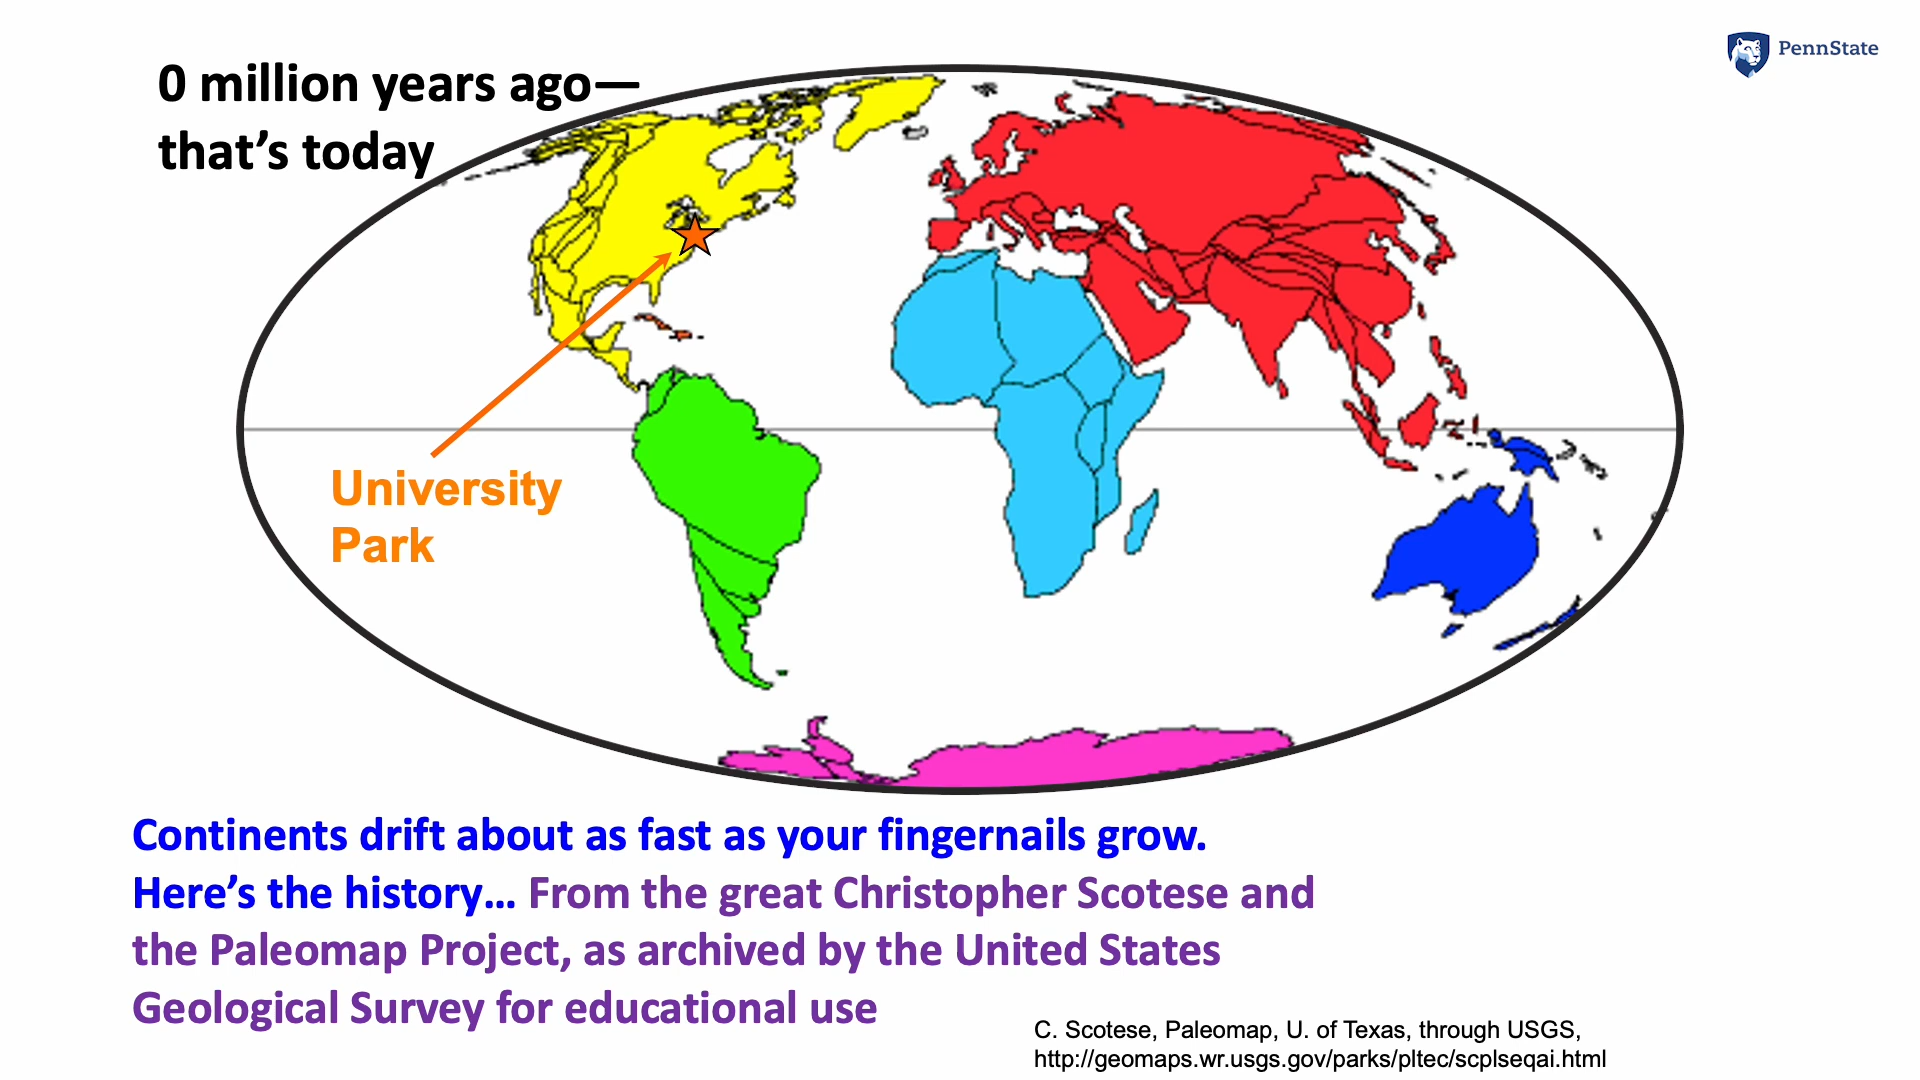 0 million years ago—
that’s today
PennState
University
Park
Continents drift about as fast as your fingernails grow.
Here’s the history… From the great Christopher Scotese and
the Paleomap Project, as archived by the United States
Geological Survey for educational use
C. Scotese, Paleomap, U. of Texas, through USGS,
http://geomaps.wr.usgs.gov/parks/pltec/scplseqai.html